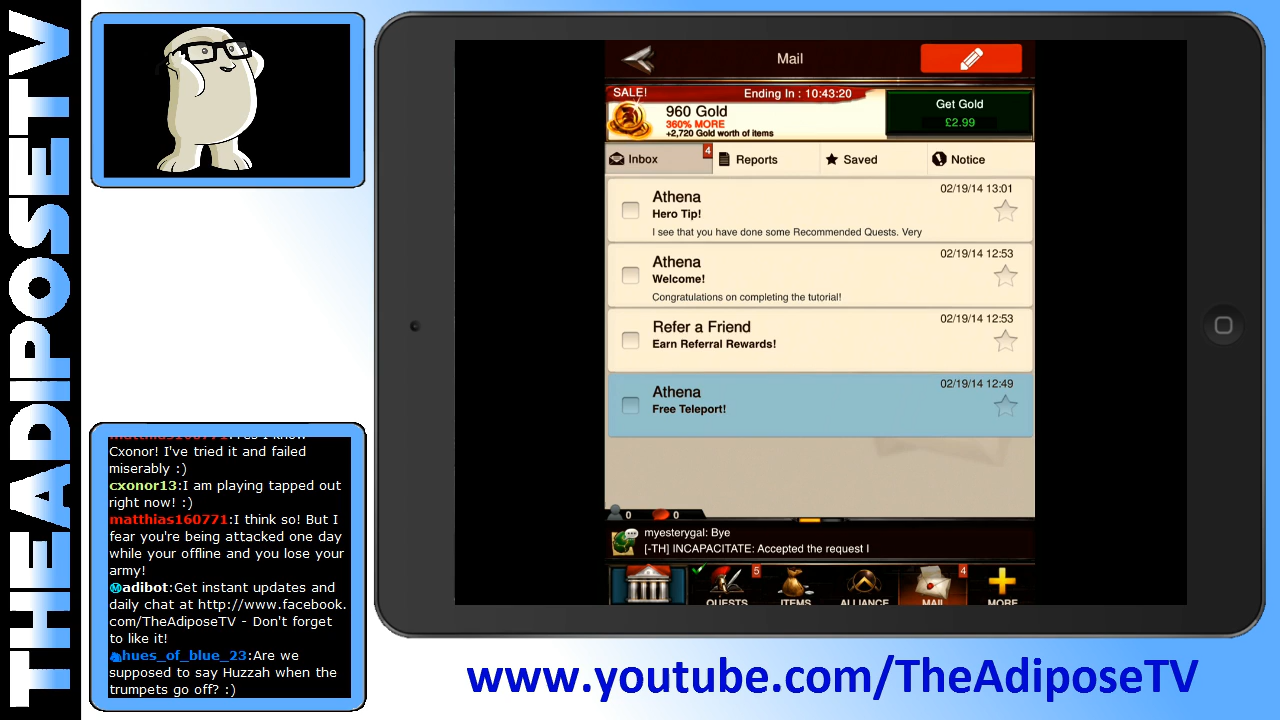 THEADIPOSETV
matthias160771:Yes I know
Cxonor! I've tried it and failed
miserably :)
cxonor13:I am playing tapped out
right now! :)
matthias160771:I think so! But I
fear you're being attacked one day
while your offline and you lose your
army!
adibot:Get instant updates and
daily chat at http://www.facebook.
com/TheAdiposeTV - Don't forget
to like it!
hues_of_blue_23:Are we
supposed to say Huzzah when the
trumpets go off? :)
Mail
SALE!
Ending In : 10:43:20
960 Gold
360% MORE
+2,720 Gold worth of items
Get Gold
£2.99
Inbox
4
Reports
Saved
Notice
Athena
02/19/14 13:01
Hero Tip!
I see that you have done some Recommended Quests. Very
Athena
02/19/14 12:53
Welcome!
Congratulations on completing the tutorial!
Refer a Friend
02/19/14 12:53
Earn Referral Rewards!
Athena
02/19/14 12:49
Free Teleport!
0
0
myesterygal: Bye
[-TH] INCAPACITATE: Accepted the request I
5
4
QUESTS
ITEMS
ALLIANCE
MAIL
MORE
www.youtube.com/TheAdiposeTV